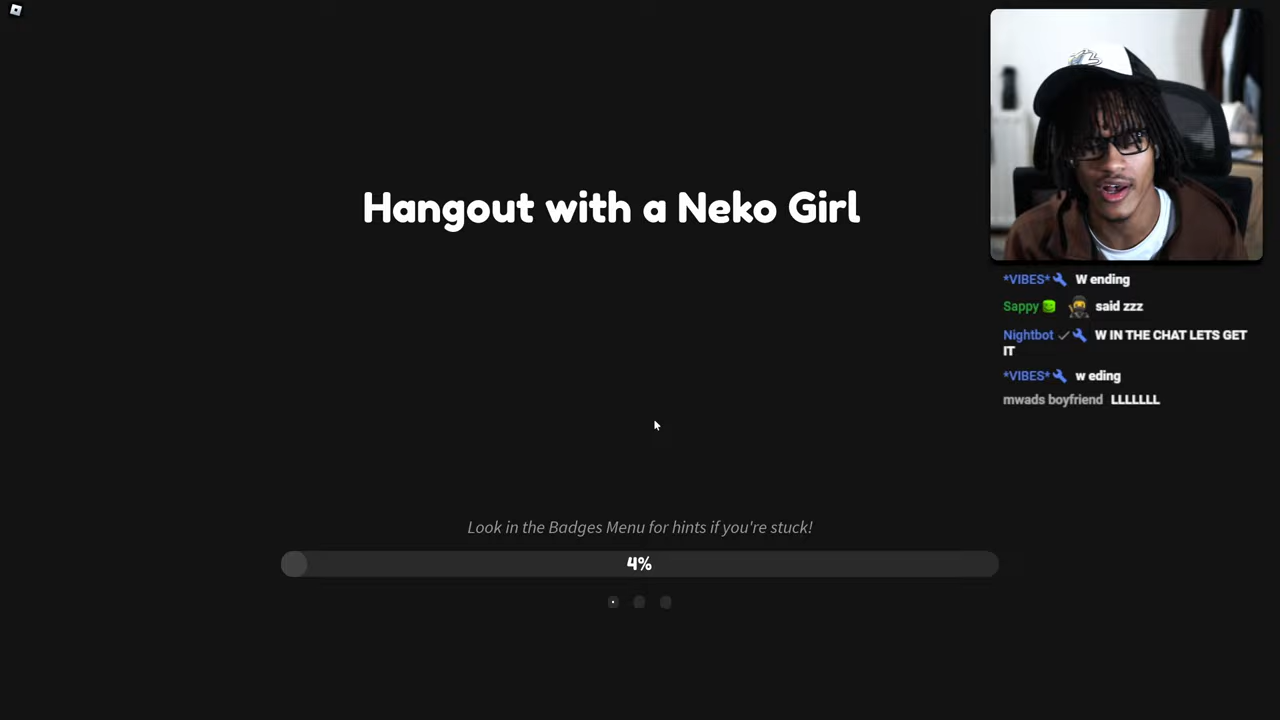 Hangout with a Neko Girl
*VIBES* W ending
Sappy said zzz
Nightbot W IN THE CHAT LETS GET
IT
*VIBES* w eding
mwads boyfriend LLLLLLL
Look in the Badges Menu for hints if you're stuck!
4%